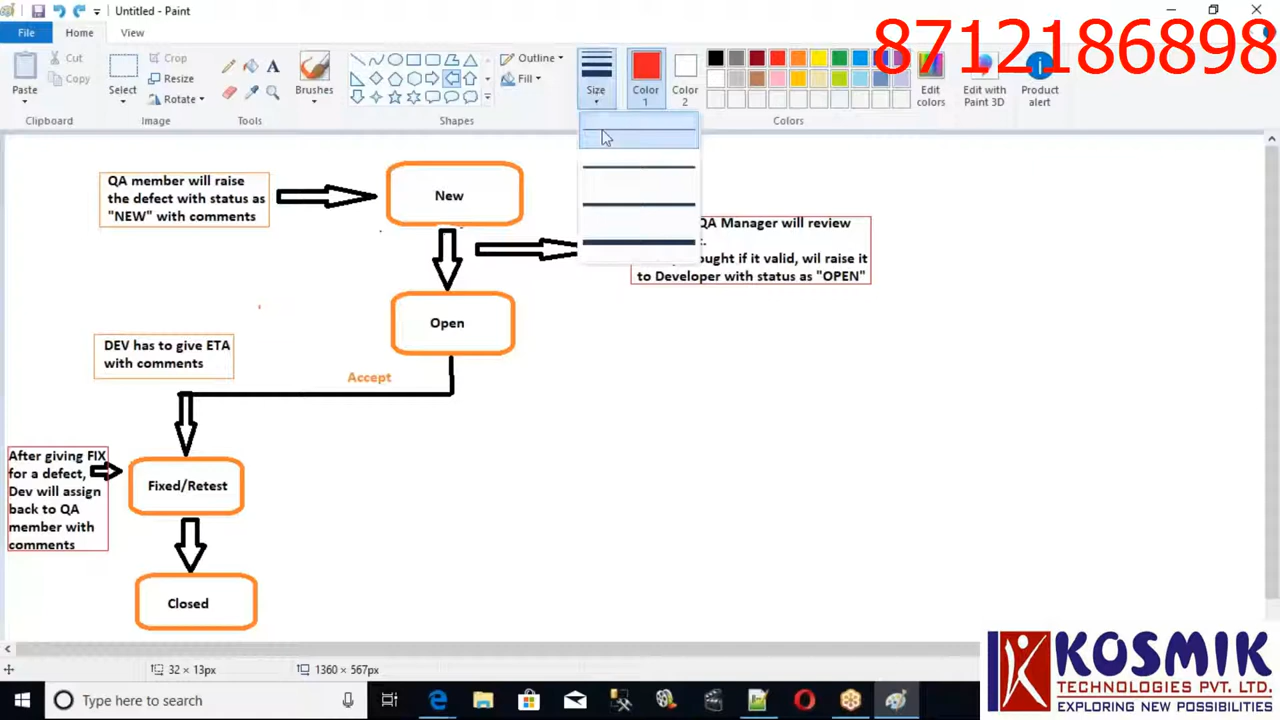 Untitled - Paint
8712186898
File
Home
View
Cut
Copy
Paste
Clipboard
Select
Crop
Resize
Rotate
Image
Tools
Brushes
Shapes
Outline
Fill
Size
Color
1
Color
2
Colors
Edit
colors
Edit with
Paint 3D
Product
alert
QA member will raise
the defect with status as
"NEW" with comments
New
QA Manager will review
ought if it valid, wil raise it
to Developer with status as "OPEN"
Open
DEV has to give ETA
with comments
Accept
After giving FIX
for a defect,
Dev will assign
back to QA
member with
comments
Fixed/Retest
Closed
32 × 13px
1360 × 567px
Type here to search
KOSMIK
TECHNOLOGIES PVT. LTD.
EXPLORING NEW POSSIBILITIES